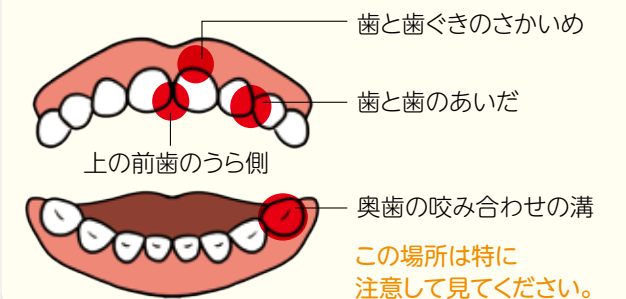 歯と歯ぐきのさかいめ
歯と歯のあいだ
上の前歯のうら側
奥歯の咬み合わせの溝
この場所は特に
注意して見てください。